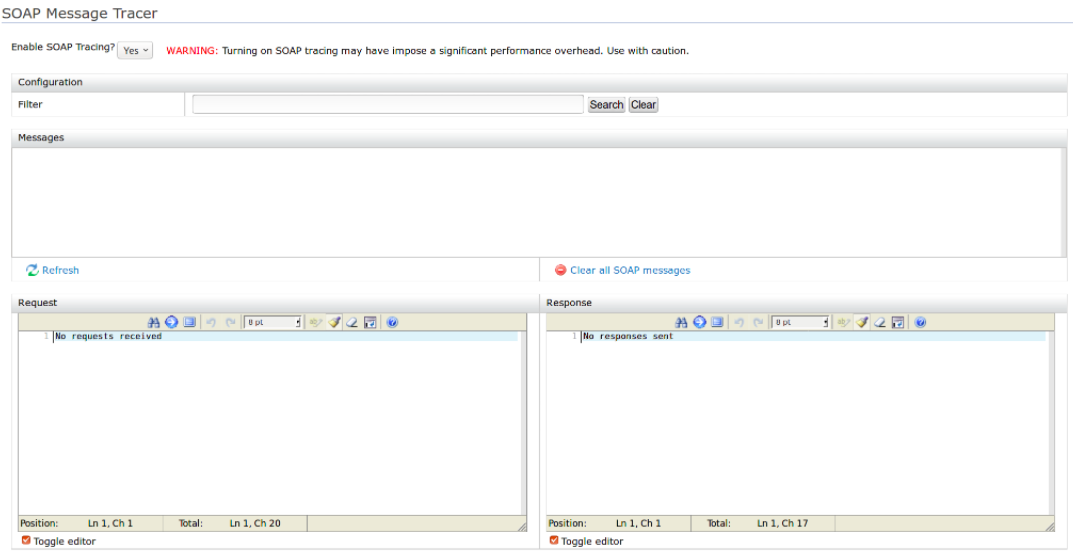 SOAP Message Tracer
Enable SOAP Tracing? Yes WARNING: Turning on SOAP tracing may have impose a significant performance overhead. Use with caution.
Configuration
Filter Search Clear
Messages
Refresh Clear all SOAP messages
Request Response
8 pt 8 pt
1 No requests received 1 No responses sent
Position: Ln 1, Ch 1 Total: Ln 1, Ch 20 Position: Ln 1, Ch 1 Total: Ln 1, Ch 17
Toggle editor Toggle editor